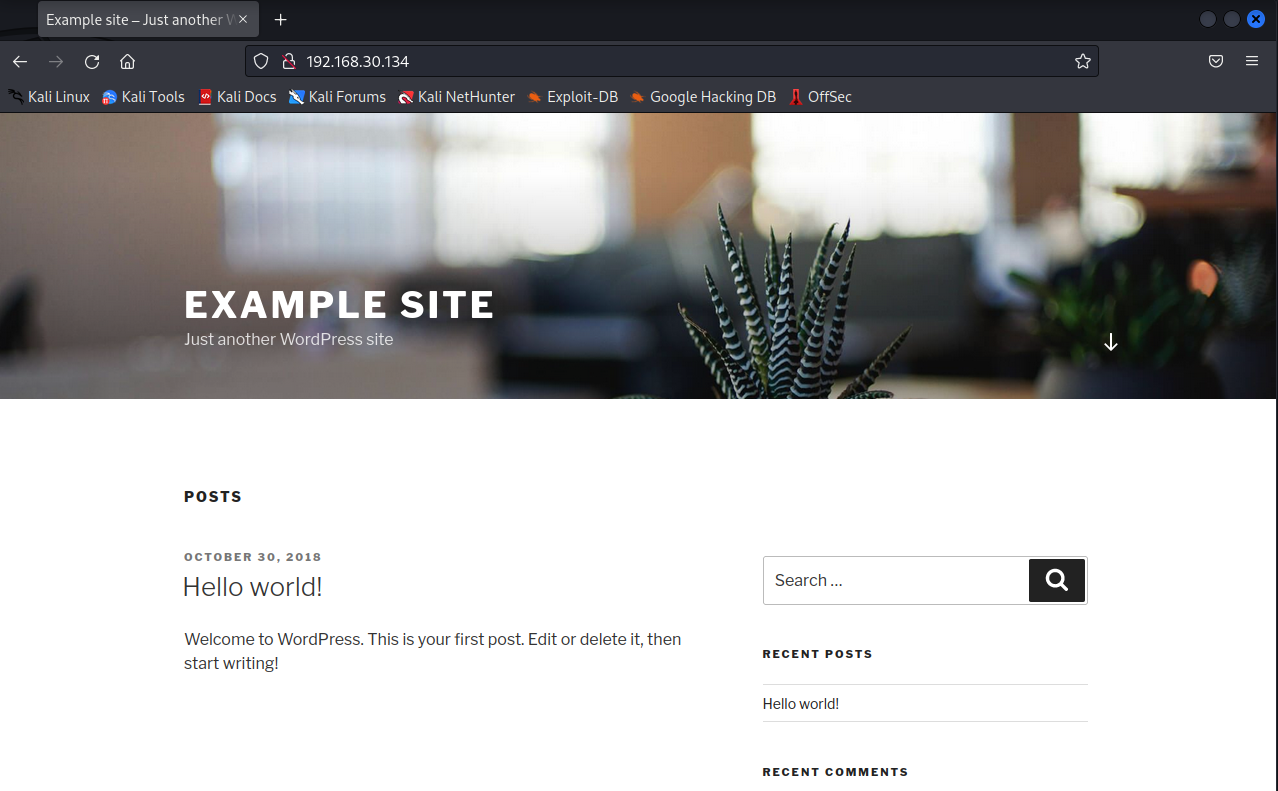 Example site – Just another W
192.168.30.134
Kali Linux Kali Tools Kali Docs Kali Forums Kali NetHunter Exploit-DB Google Hacking DB OffSec
EXAMPLE SITE
Just another WordPress site
POSTS
OCTOBER 30, 2018
Hello world!
Welcome to WordPress. This is your first post. Edit or delete it, then
start writing!
Search …
RECENT POSTS
Hello world!
RECENT COMMENTS